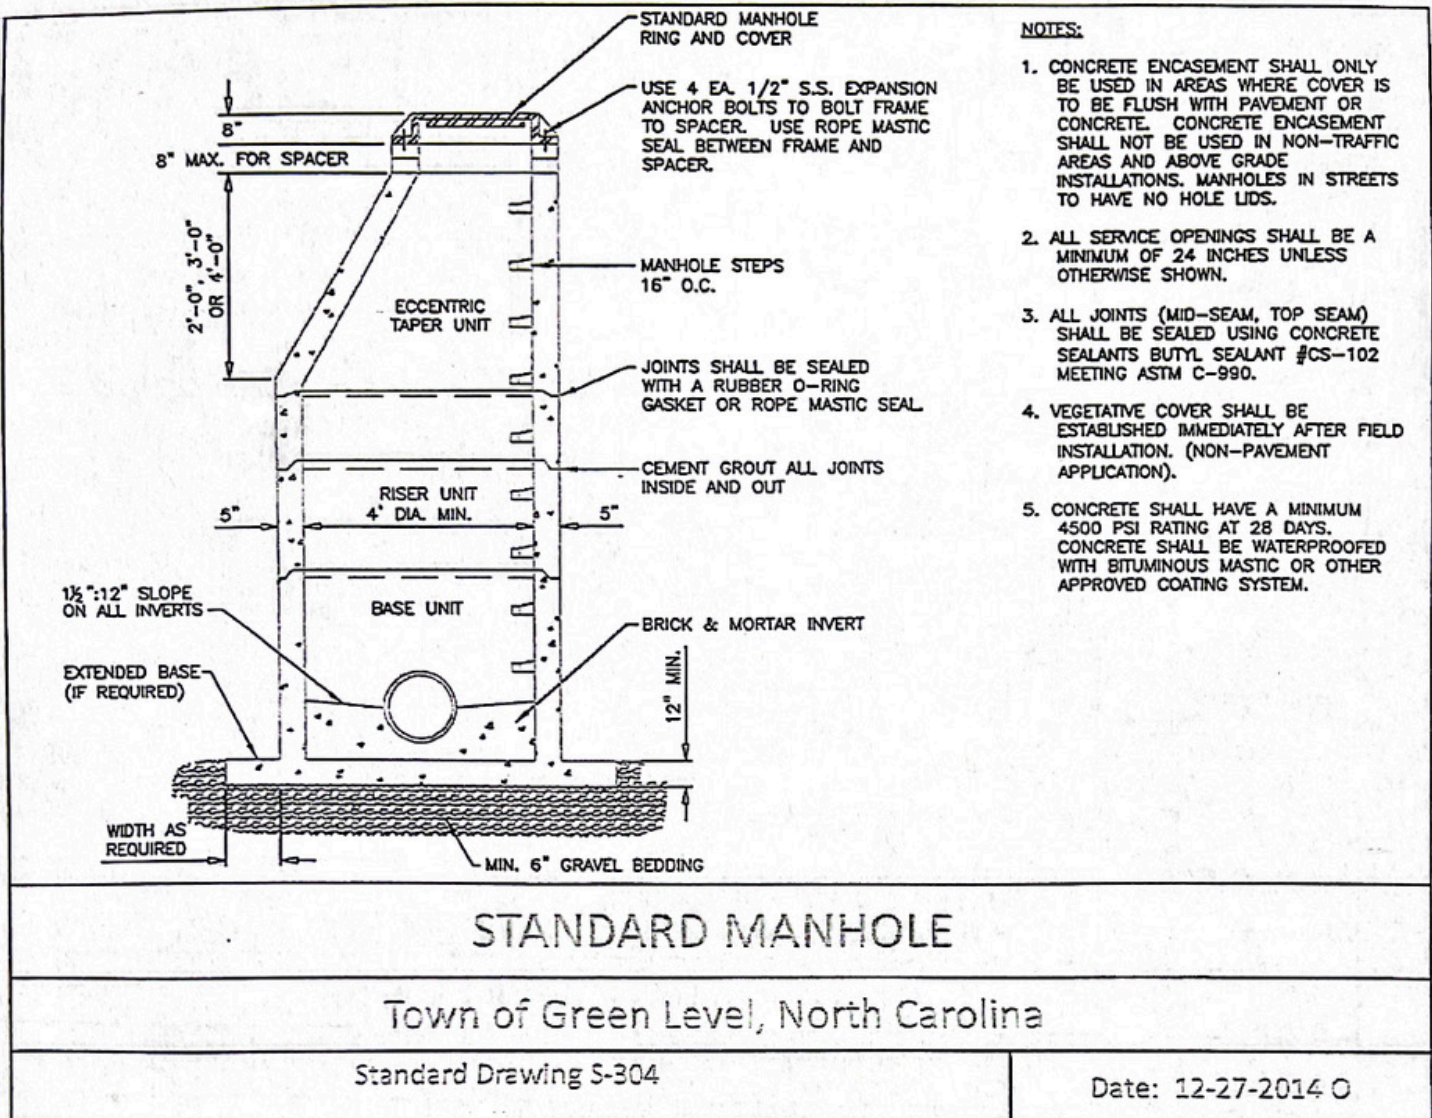 STANDARD MANHOLE
RING AND COVER
USE 4 EA. 1/2" S.S. EXPANSION
ANCHOR BOLTS TO BOLT FRAME
TO SPACER. USE ROPE MASTIC
SEAL BETWEEN FRAME AND
SPACER.
8"
8" MAX. FOR SPACER
2'-0", 3'-0"
OR 4'-0"
MANHOLE STEPS
16" O.C.
ECCENTRIC
TAPER UNIT
JOINTS SHALL BE SEALED
WITH A RUBBER O-RING
GASKET OR ROPE MASTIC SEAL
CEMENT GROUT ALL JOINTS
INSIDE AND OUT
RISER UNIT
5" 4' DIA. MIN. 5"
1½":12" SLOPE
ON ALL INVERTS
BASE UNIT
BRICK & MORTAR INVERT
EXTENDED BASE
(IF REQUIRED)
12" MIN.
WIDTH AS
REQUIRED
MIN. 6" GRAVEL BEDDING
NOTES:
1. CONCRETE ENCASEMENT SHALL ONLY
BE USED IN AREAS WHERE COVER IS
TO BE FLUSH WITH PAVEMENT OR
CONCRETE. CONCRETE ENCASEMENT
SHALL NOT BE USED IN NON-TRAFFIC
AREAS AND ABOVE GRADE
INSTALLATIONS. MANHOLES IN STREETS
TO HAVE NO HOLE LIDS.
2. ALL SERVICE OPENINGS SHALL BE A
MINIMUM OF 24 INCHES UNLESS
OTHERWISE SHOWN.
3. ALL JOINTS (MID-SEAM, TOP SEAM)
SHALL BE SEALED USING CONCRETE
SEALANTS BUTYL SEALANT #CS-102
MEETING ASTM C-990.
4. VEGETATIVE COVER SHALL BE
ESTABLISHED IMMEDIATELY AFTER FIELD
INSTALLATION. (NON-PAVEMENT
APPLICATION).
5. CONCRETE SHALL HAVE A MINIMUM
4500 PSI RATING AT 28 DAYS.
CONCRETE SHALL BE WATERPROOFED
WITH BITUMINOUS MASTIC OR OTHER
APPROVED COATING SYSTEM.
STANDARD MANHOLE
Town of Green Level, North Carolina
Standard Drawing S-304
Date: 12-27-2014 O